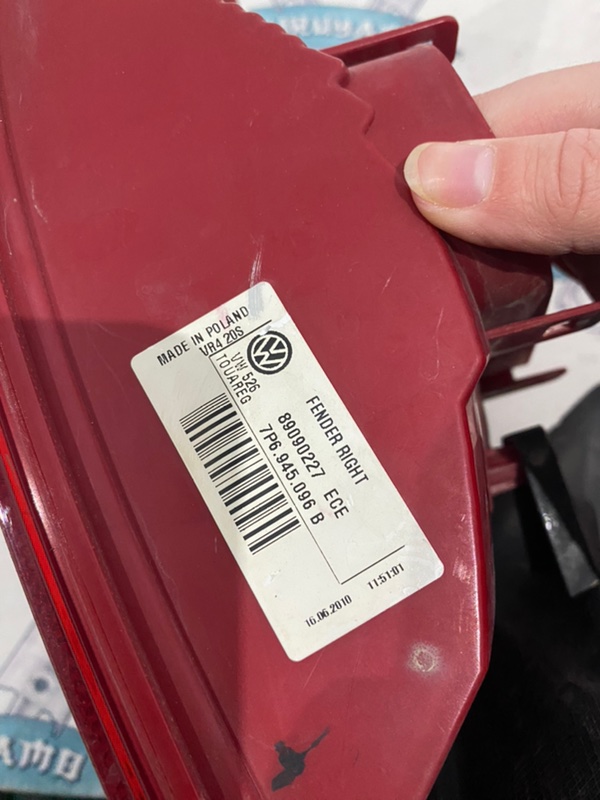 MADE IN POLAND
VR4 20S
VW 526
TOUAREG
FENDER RIGHT
89090227 ECE
7P6.945.096 B
16.06.2010 11:51:01